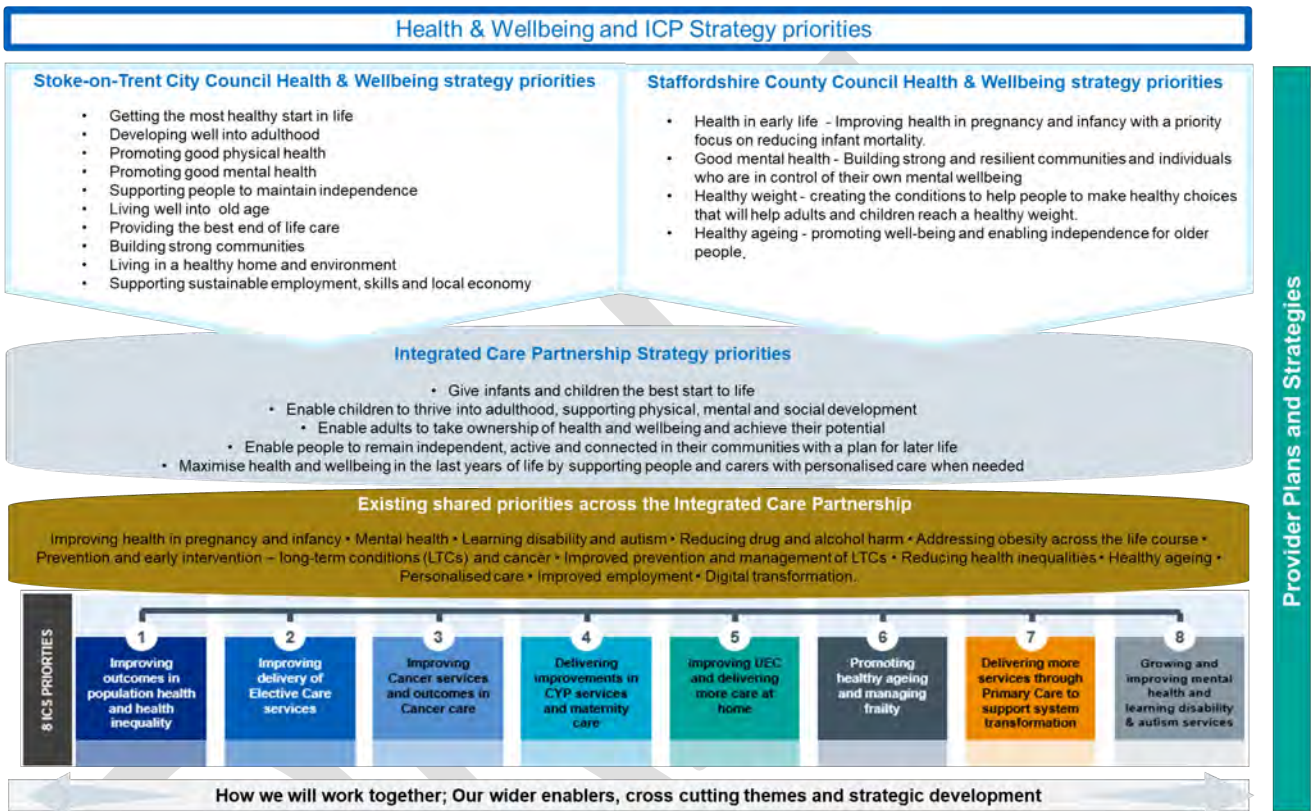 Health & Wellbeing and ICP Strategy priorities
Stoke-on-Trent City Council Health & Wellbeing strategy priorities
• Getting the most healthy start in life
• Developing well into adulthood
• Promoting good physical health
• Promoting good mental health
• Supporting people to maintain independence
• Living well into old age
• Providing the best end of life care
• Building strong communities
• Living in a healthy home and environment
• Supporting sustainable employment, skills and local economy
Staffordshire County Council Health & Wellbeing strategy priorities
• Health in early life - Improving health in pregnancy and infancy with a priority
focus on reducing infant mortality.
• Good mental health - Building strong and resilient communities and individuals
who are in control of their own mental wellbeing
• Healthy weight - creating the conditions to help people to make healthy choices
that will help adults and children reach a healthy weight.
• Healthy ageing - promoting well-being and enabling independence for older
people.
Integrated Care Partnership Strategy priorities
• Give infants and children the best start to life
• Enable children to thrive into adulthood, supporting physical, mental and social development
• Enable adults to take ownership of health and wellbeing and achieve their potential
• Enable people to remain independent, active and connected in their communities with a plan for later life
• Maximise health and wellbeing in the last years of life by supporting people and carers with personalised care when needed
Existing shared priorities across the Integrated Care Partnership
Improving health in pregnancy and infancy • Mental health • Learning disability and autism • Reducing drug and alcohol harm • Addressing obesity across the life course •
Prevention and early intervention – long-term conditions (LTCs) and cancer • Improved prevention and management of LTCs • Reducing health inequalities • Healthy ageing •
Personalised care • Improved employment • Digital transformation.
8 ICS PRIORITIES
1
Improving
outcomes in
population health
and health
inequality
2
Improving
delivery of
Elective Care
services
3
Improving
Cancer services
and outcomes in
Cancer care
4
Delivering
improvements in
CYP services
and maternity
care
5
Improving UEC
and delivering
more care at
home
6
Promoting
healthy ageing
and managing
frailty
7
Delivering more
services through
Primary Care to
support system
transformation
8
Growing and
improving mental
health and
learning disability
& autism services
How we will work together; Our wider enablers, cross cutting themes and strategic development
Provider Plans and Strategies